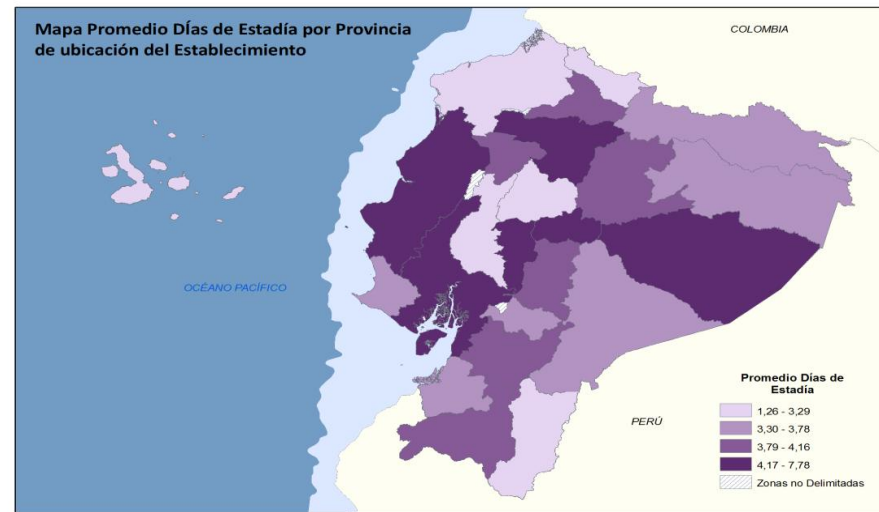 Mapa Promedio DÍas de Estadía por Provincia
de ubicación del Establecimiento
COLOMBIA
OCÉANO PACÍFICO
PERÚ
Promedio Días de
Estadía
1,26 - 3,29
3,30 - 3,78
3,79 - 4,16
4,17 - 7,78
Zonas no Delimitadas